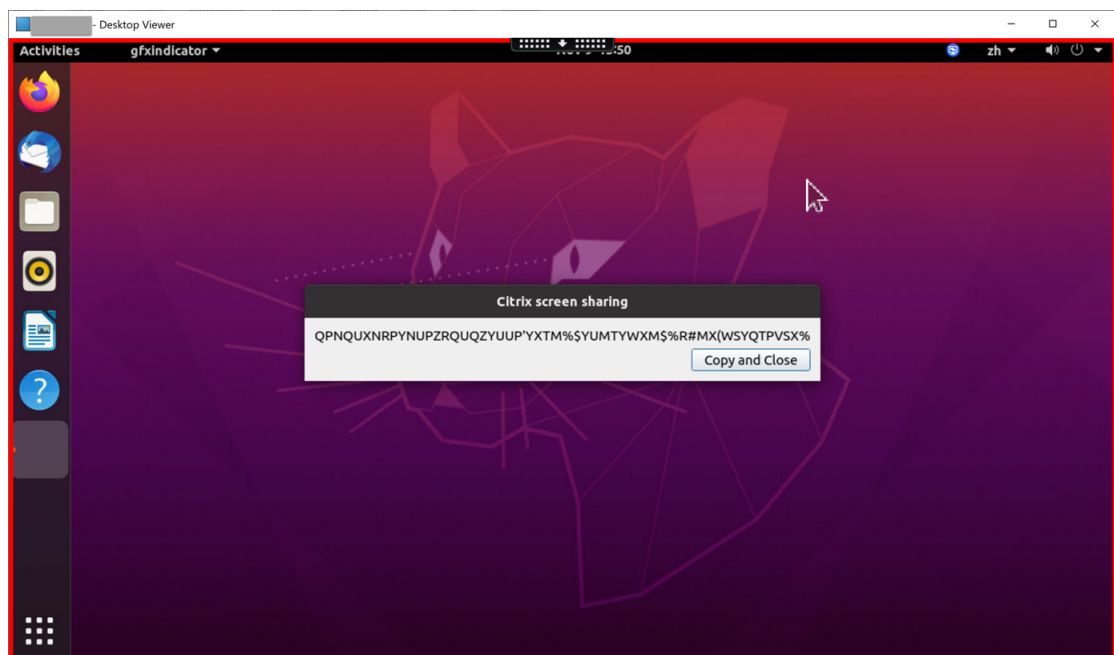 - Desktop Viewer
Activities
gfxindicator
zh
Citrix screen sharing
QPNQUXNRPYNUPZRQUQZYUUP'YXTM%$YUMTYWXM$%R#MX(WSYQTPVSX%
Copy and Close